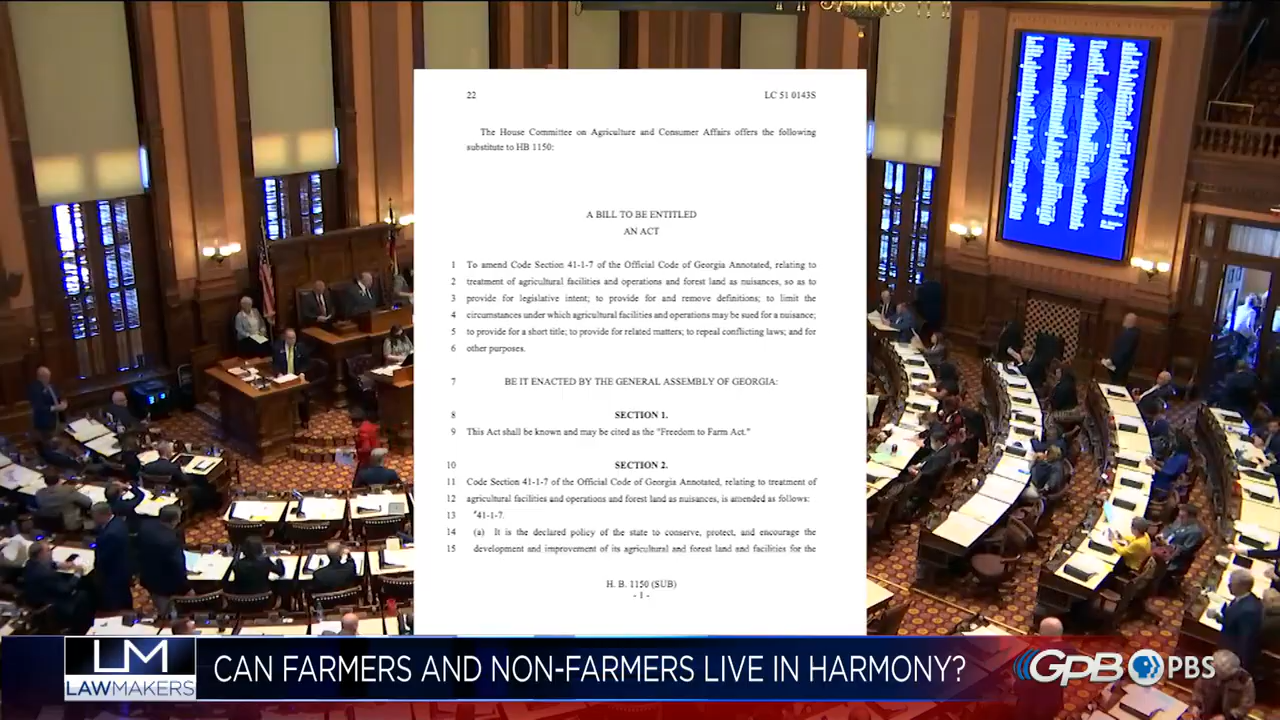 22 LC 51 0143S
The House Committee on Agriculture and Consumer Affairs offers the following
substitute to HB 1150:
A BILL TO BE ENTITLED
AN ACT
1 To amend Code Section 41-1-7 of the Official Code of Georgia Annotated, relating to
2 treatment of agricultural facilities and operations and forest land as nuisances, so as to
3 provide for legislative intent; to provide for and remove definitions; to limit the
4 circumstances under which agricultural facilities and operations may be sued for a nuisance;
5 to provide for a short title; to provide for related matters; to repeal conflicting laws; and for
6 other purposes.
7 BE IT ENACTED BY THE GENERAL ASSEMBLY OF GEORGIA:
8 SECTION 1.
9 This Act shall be known and may be cited as the "Freedom to Farm Act."
10 SECTION 2.
11 Code Section 41-1-7 of the Official Code of Georgia Annotated, relating to treatment of
12 agricultural facilities and operations and forest land as nuisances, is amended as follows:
13 "41-1-7.
14 (a) It is the declared policy of the state to conserve, protect, and encourage the
15 development and improvement of its agricultural and forest land and facilities for the
H. B. 1150 (SUB)
- 1 -
LM
LAWMAKERS
CAN FARMERS AND NON-FARMERS LIVE IN HARMONY?
GPB PBS